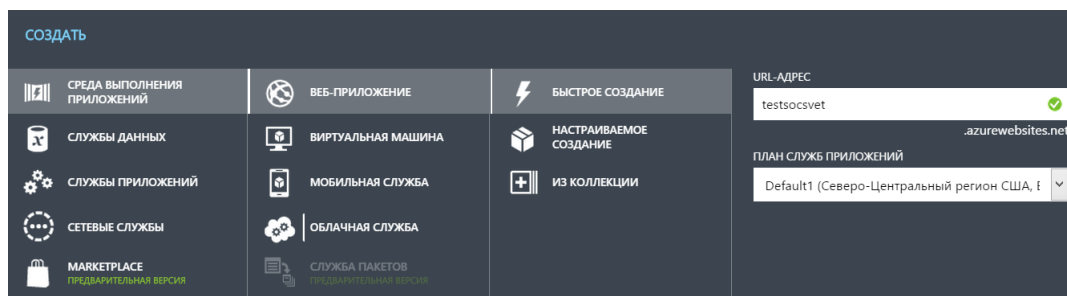 СОЗДАТЬ
СРЕДА ВЫПОЛНЕНИЯ
ПРИЛОЖЕНИЙ
СЛУЖБЫ ДАННЫХ
СЛУЖБЫ ПРИЛОЖЕНИЙ
СЕТЕВЫЕ СЛУЖБЫ
MARKETPLACE
ПРЕДВАРИТЕЛЬНАЯ ВЕРСИЯ
ВЕБ-ПРИЛОЖЕНИЕ
ВИРТУАЛЬНАЯ МАШИНА
МОБИЛЬНАЯ СЛУЖБА
ОБЛАЧНАЯ СЛУЖБА
СЛУЖБА ПАКЕТОВ
ПРЕДВАРИТЕЛЬНАЯ ВЕРСИЯ
БЫСТРОЕ СОЗДАНИЕ
НАСТРАИВАЕМОЕ
СОЗДАНИЕ
ИЗ КОЛЛЕКЦИИ
URL-АДРЕС
testsocsvet
.azurewebsites.net
ПЛАН СЛУЖБ ПРИЛОЖЕНИЙ
Default1 (Северо-Центральный регион США,